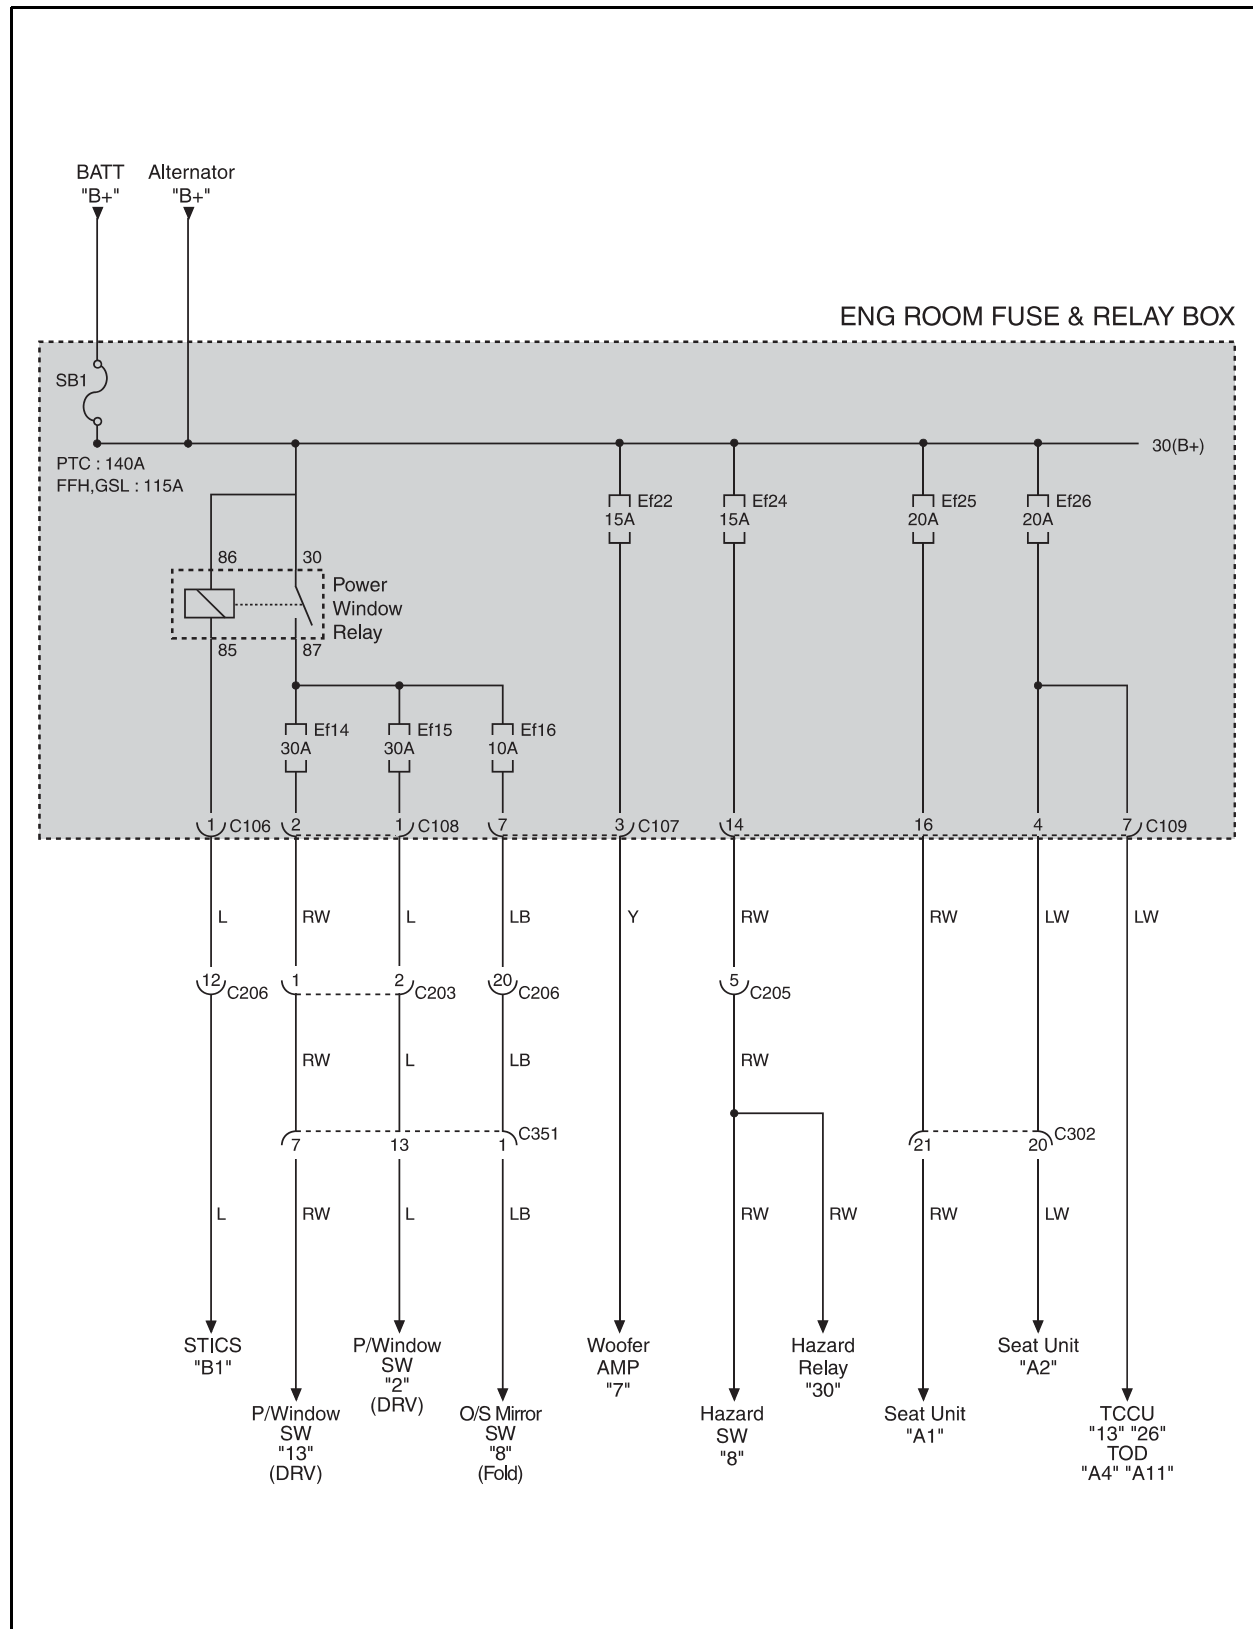 BATT Alternator
"B+" "B+"
ENG ROOM FUSE & RELAY BOX
SB1
30(B+)
PTC : 140A
FFH,GSL : 115A
Ef22 Ef24 Ef25 Ef26
15A 15A 20A 20A
86 30
Power
Window
Relay
85 87
Ef14 Ef15 Ef16
30A 30A 10A
1 C106 2 1 C108 7 3 C107 14 16 4 7 C109
L RW L LB Y RW RW LW LW
12 C206 1 2 C203 20 C206 5 C205
RW L LB RW
7 13 1 C351 21 20 C302
L RW L LB RW RW RW LW
STICS
"B1"
P/Window
SW
"13"
(DRV)
P/Window
SW
"2"
(DRV)
O/S Mirror
SW
"8"
(Fold)
Woofer
AMP
"7"
Hazard
SW
"8"
Hazard
Relay
"30"
Seat Unit
"A1"
Seat Unit
"A2"
TCCU
"13" "26"
TOD
"A4" "A11"